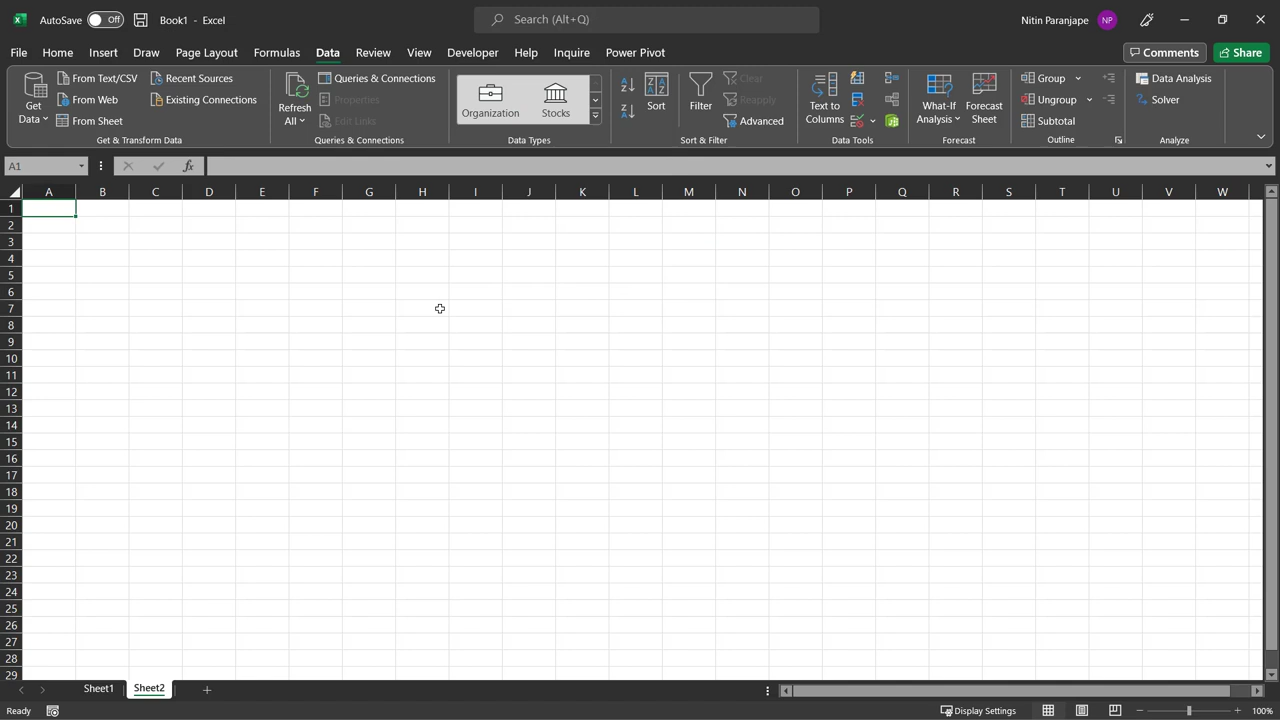 AutoSave Off Book1 - Excel Search (Alt+Q) Nitin Paranjape NP
File Home Insert Draw Page Layout Formulas Data Review View Developer Help Inquire Power Pivot Comments Share
Get Data
From Text/CSV
From Web
From Sheet
Recent Sources
Existing Connections
Get & Transform Data
Refresh All
Queries & Connections
Properties
Edit Links
Queries & Connections
Organization
Stocks
Data Types
Sort
Filter
Clear
Reapply
Advanced
Sort & Filter
Text to Columns
Data Tools
What-If Analysis
Forecast Sheet
Forecast
Group
Ungroup
Subtotal
Outline
Data Analysis
Solver
Analyze
A1 fx
A B C D E F G H I J K L M N O P Q R S T U V W
1
2
3
4
5
6
7
8
9
10
11
12
13
14
15
16
17
18
19
20
21
22
23
24
25
26
27
28
29
Sheet1 Sheet2
Ready Display Settings 100%